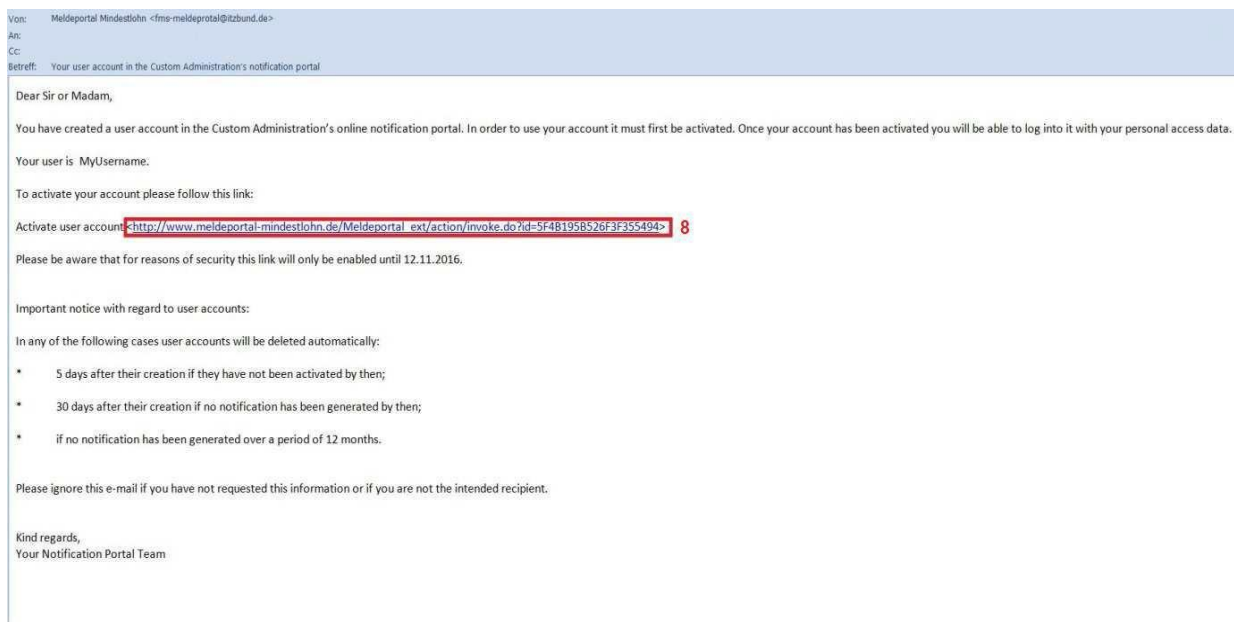 Von: Meldeportal Mindestlohn <fms-meldeprotal@itzbund.de>
An:
Cc:
Betreff: Your user account in the Custom Administration's notification portal
Dear Sir or Madam,
You have created a user account in the Custom Administration's online notification portal. In order to use your account it must first be activated. Once your account has been activated you will be able to log into it with your personal access data.
Your user is MyUsername.
To activate your account please follow this link:
Activate user account <http://www.meldeportal-mindestlohn.de/Meldeportal_ext/action/invoke.do?id=5F4B195B526F3F355494> 8
Please be aware that for reasons of security this link will only be enabled until 12.11.2016.
Important notice with regard to user accounts:
In any of the following cases user accounts will be deleted automatically:
* 5 days after their creation if they have not been activated by then;
* 30 days after their creation if no notification has been generated by then;
* if no notification has been generated over a period of 12 months.
Please ignore this e-mail if you have not requested this information or if you are not the intended recipient.
Kind regards,
Your Notification Portal Team